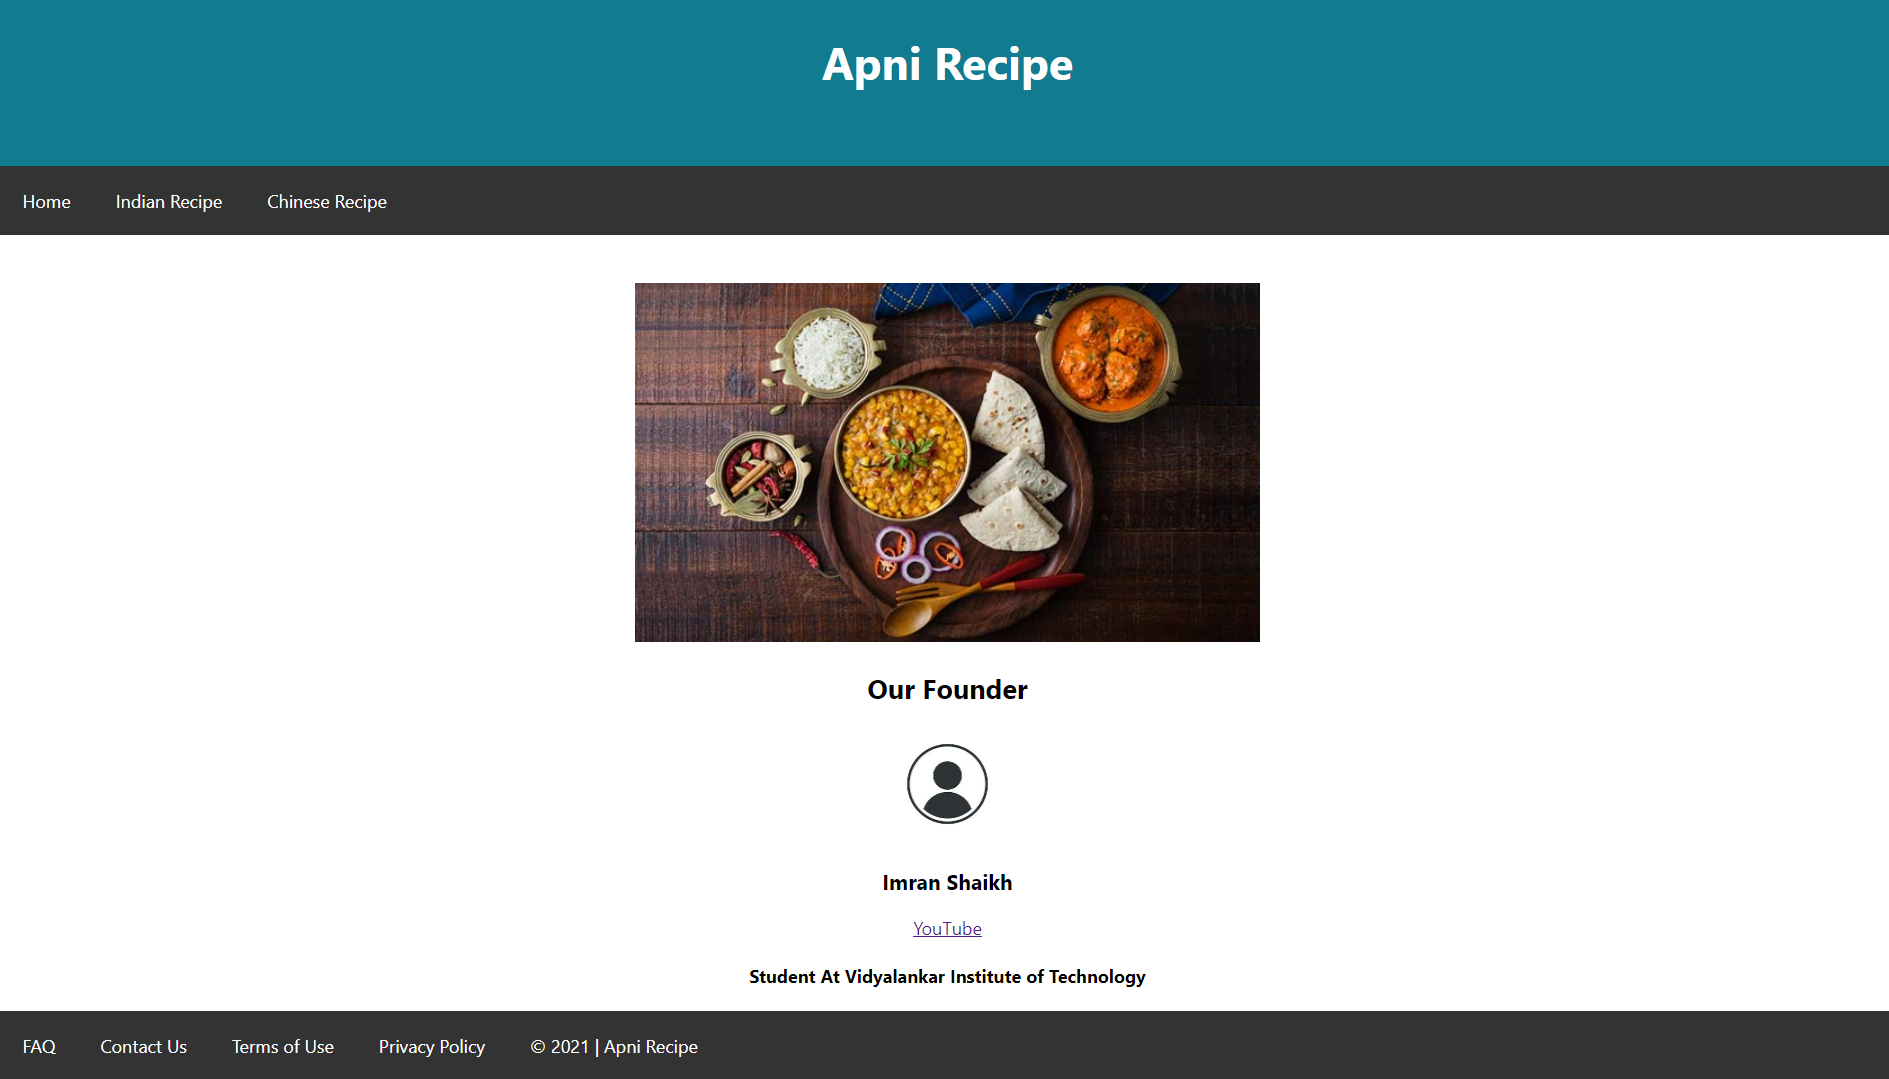 Apni Recipe
Home Indian Recipe Chinese Recipe
Our Founder
Imran Shaikh
YouTube
Student At Vidyalankar Institute of Technology
FAQ Contact Us Terms of Use Privacy Policy © 2021 | Apni Recipe